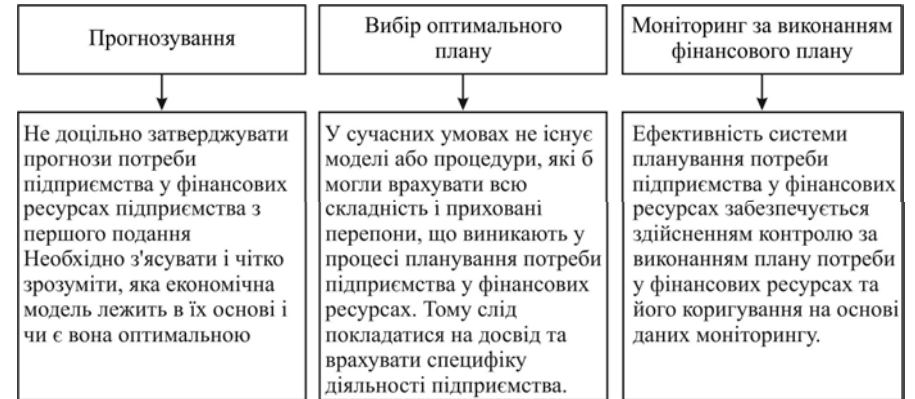 Прогнозування
Вибір оптимального
плану
Моніторинг за виконанням
фінансового плану
Не доцільно затверджувати
прогнози потреби
підприємства у фінансових
ресурсах підприємства з
першого подання
Необхідно з'ясувати і чітко
зрозуміти, яка економічна
модель лежить в їх основі і
чи є вона оптимальною
У сучасних умовах не існує
моделі або процедури, які б
могли врахувати всю
складність і приховані
перепони, що виникають у
процесі планування потреби
підприємства у фінансових
ресурсах. Тому слід
покладатися на досвід та
врахувати специфіку
діяльності підприємства.
Ефективність системи
планування потреби
підприємства у фінансових
ресурсах забезпечується
здійсненням контролю за
виконанням плану потреби
у фінансових ресурсах та
його коригування на основі
даних моніторингу.